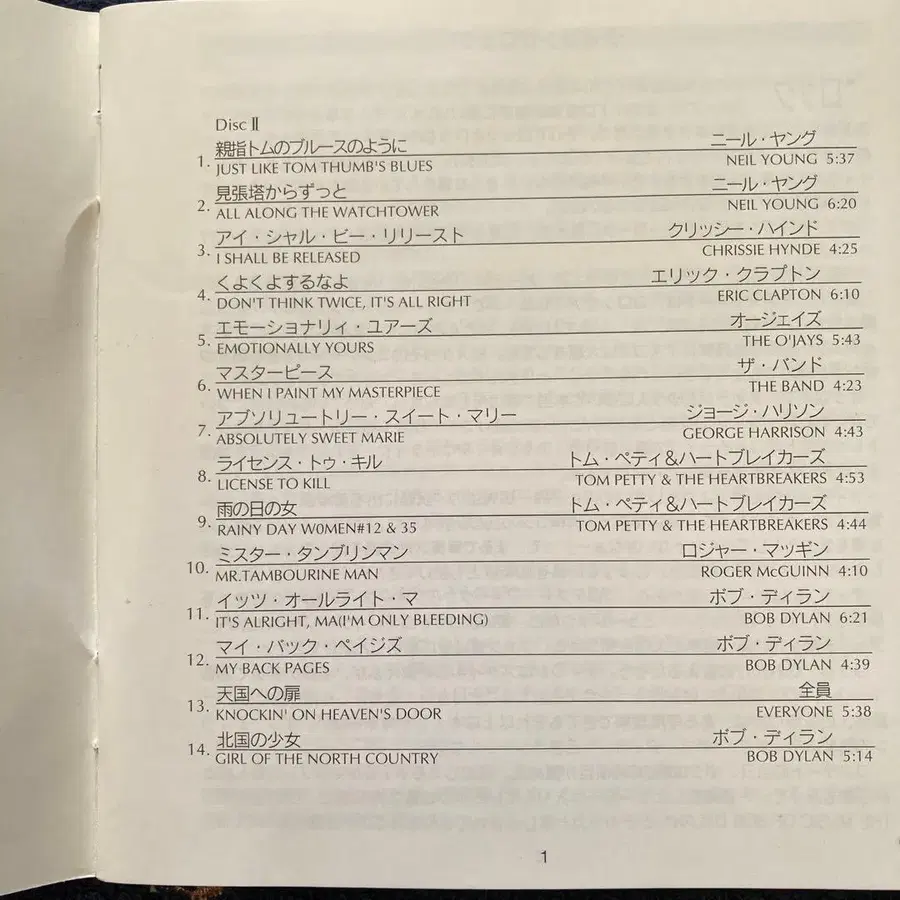 Disc Ⅱ
親指トムのブルースのように ニール・ヤング
1. JUST LIKE TOM THUMB'S BLUES NEIL YOUNG 5:37
見張塔からずっと ニール・ヤング
2. ALL ALONG THE WATCHTOWER NEIL YOUNG 6:20
アイ・シャル・ビー・リリースト クリッシー・ハインド
3. I SHALL BE RELEASED CHRISSIE HYNDE 4:25
くよくよするなよ エリック・クラプトン
4. DON'T THINK TWICE, IT'S ALL RIGHT ERIC CLAPTON 6:10
エモーショナリィ・ユアーズ オージェイズ
5. EMOTIONALLY YOURS THE O'JAYS 5:43
マスターピース ザ・バンド
6. WHEN I PAINT MY MASTERPIECE THE BAND 4:23
アブソリュートリー・スイート・マリー ジョージ・ハリソン
7. ABSOLUTELY SWEET MARIE GEORGE HARRISON 4:43
ライセンス・トゥ・キル トム・ペティ&ハートブレイカーズ
8. LICENSE TO KILL TOM PETTY & THE HEARTBREAKERS 4:53
雨の日の女 トム・ペティ&ハートブレイカーズ
9. RAINY DAY W0MEN#12 & 35 TOM PETTY & THE HEARTBREAKERS 4:44
ミスター・タンブリンマン ロジャー・マッギン
10. MR.TAMBOURINE MAN ROGER McGUINN 4:10
イッツ・オールライト・マ ボブ・ディラン
11. IT'S ALRIGHT, MA(I'M ONLY BLEEDING) BOB DYLAN 6:21
マイ・バック・ペイジズ ボブ・ディラン
12. MY BACK PAGES BOB DYLAN 4:39
天国への扉 全員
13. KNOCKIN' ON HEAVEN'S DOOR EVERYONE 5:38
北国の少女 ボブ・ディラン
14. GIRL OF THE NORTH COUNTRY BOB DYLAN 5:14
1